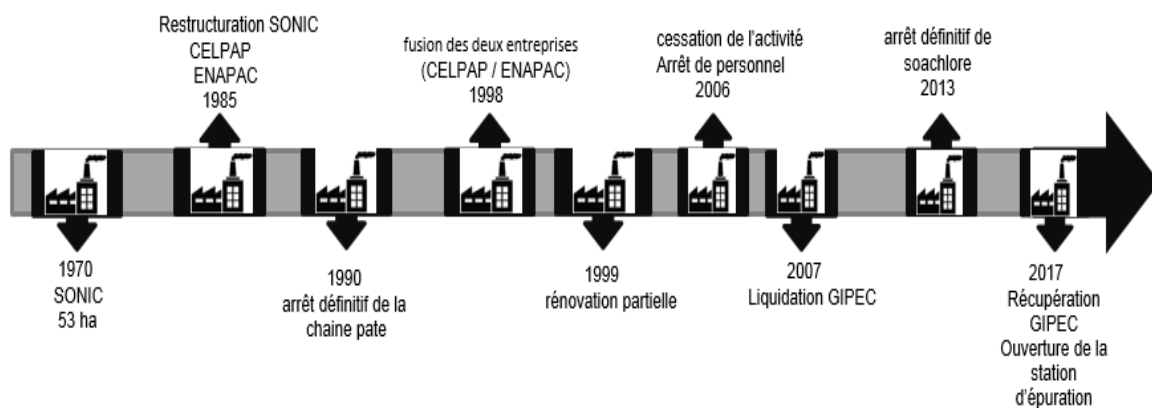 Restructuration SONIC
CELPAP
ENAPAC
1985
fusion des deux entreprises
(CELPAP / ENAPAC)
1998
cessation de l'activité
Arrêt de personnel
2006
arrêt définitif de
soachlore
2013
1970
SONIC
53 ha
1990
arrêt définitif de la
chaine pate
1999
rénovation partielle
2007
Liquidation GIPEC
2017
Récupération
GIPEC
Ouverture de la
station
d'épuration